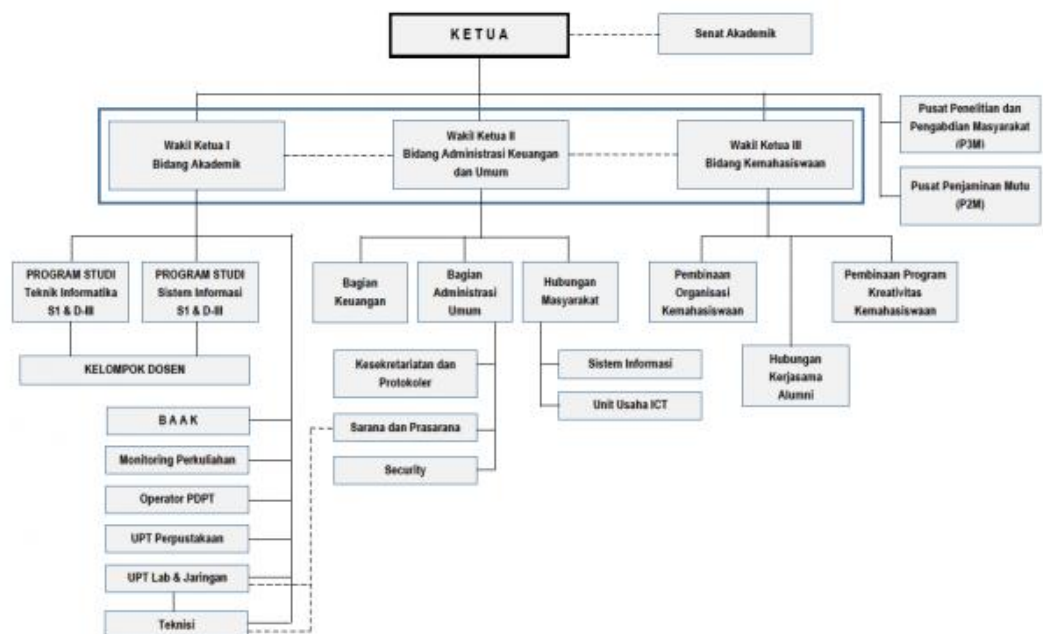 K E T U A
Senat Akademik
Wakil Ketua I
Bidang Akademik
Wakil Ketua II
Bidang Administrasi Keuangan
dan Umum
Wakil Ketua III
Bidang Kemahasiswaan
Pusat Penelitian dan
Pengabdian Masyarakat
(P3M)
Pusat Penjaminan Mutu
(P2M)
PROGRAM STUDI
Teknik Informatika
S1 & D-III
PROGRAM STUDI
Sistem Informasi
S1 & D-III
Bagian
Keuangan
Bagian
Administrasi
Umum
Hubungan
Masyarakat
Pembinaan
Organisasi
Kemahasiswaan
Pembinaan Program
Kreativitas
Kemahasiswaan
KELOMPOK DOSEN
Kesekretariatan dan
Protokoler
Sistem Informasi
Hubungan
Kerjasama
Alumni
Unit Usaha ICT
B A A K
Sarana dan Prasarana
Monitoring Perkuliahan
Security
Operator PDPT
UPT Perpustakaan
UPT Lab & Jaringan
Teknisi